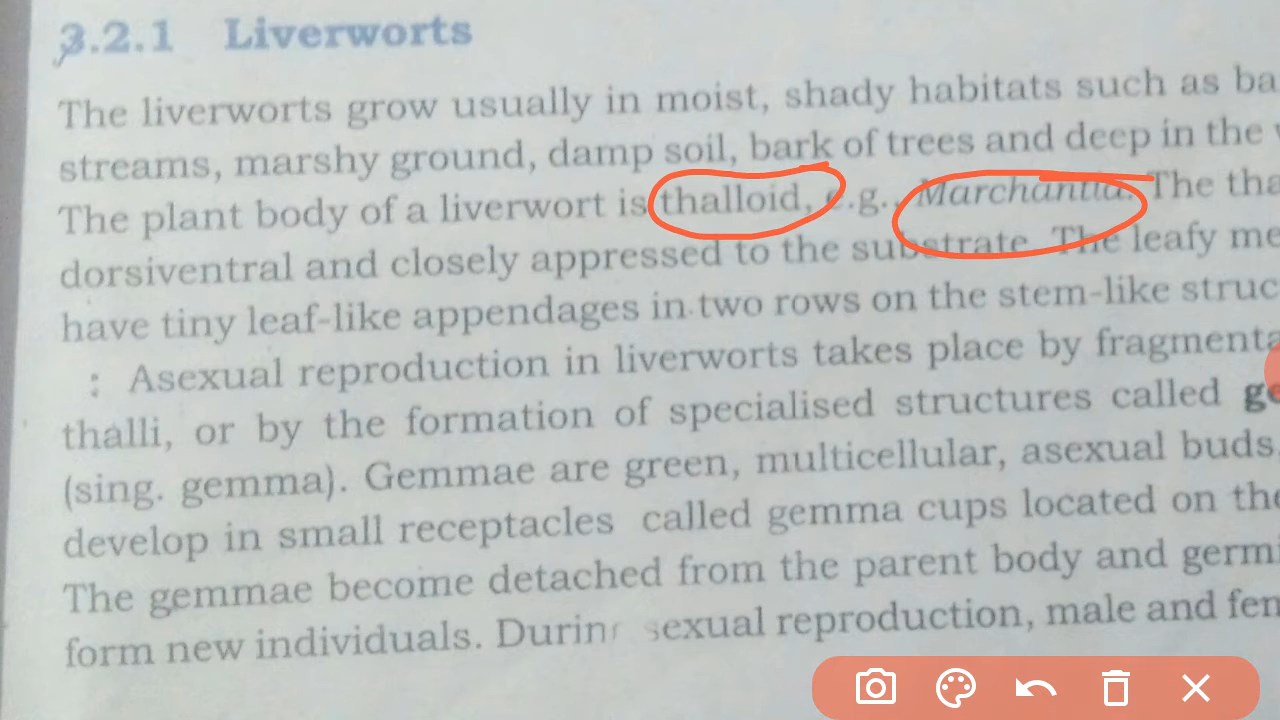 3.2.1 Liverworts
The liverworts grow usually in moist, shady habitats such as ba
streams, marshy ground, damp soil, bark of trees and deep in the
The plant body of a liverwort is thalloid, e.g., Marchantia. The tha
dorsiventral and closely appressed to the substrate. The leafy me
have tiny leaf-like appendages in two rows on the stem-like struc
: Asexual reproduction in liverworts takes place by fragmenta
thalli, or by the formation of specialised structures called ge
(sing. gemma). Gemmae are green, multicellular, asexual buds,
develop in small receptacles called gemma cups located on the
The gemmae become detached from the parent body and germi
form new individuals. During sexual reproduction, male and fem